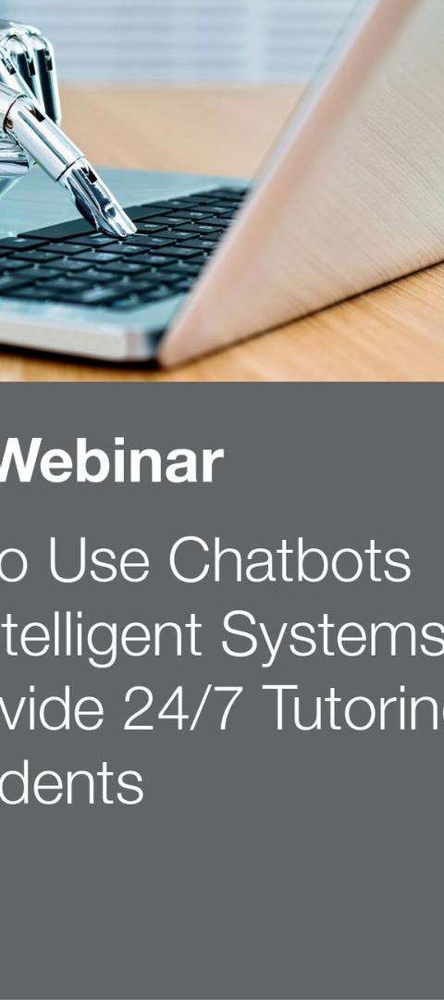 Webinar
o Use Chatbots
telligent Systems
vide 24/7 Tutorin
dents